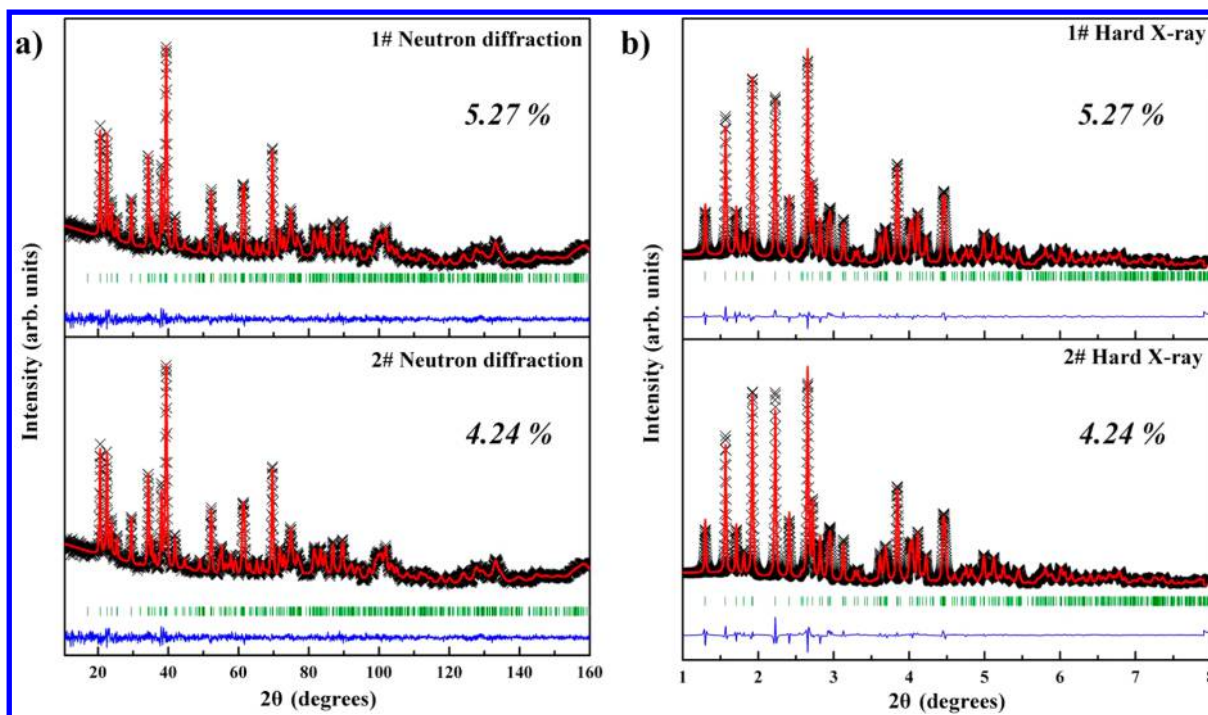 a)
1# Neutron diffraction
5.27 %
2# Neutron diffraction
4.24 %
Intensity (arb. units)
20 40 60 80 100 120 140 160
2θ (degrees)
b)
1# Hard X-ray
5.27 %
2# Hard X-ray
4.24 %
Intensity (arb. units)
1 2 3 4 5 6 7 8
2θ (degrees)